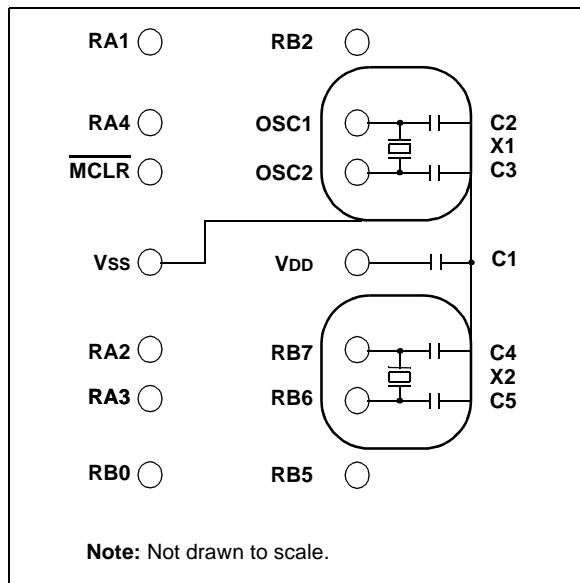 RA1 RB2
RA4 OSC1 C2
X1
MCLR OSC2 C3
VSS VDD C1
RA2 RB7 C4
X2
RA3 RB6 C5
RB0 RB5
Note: Not drawn to scale.